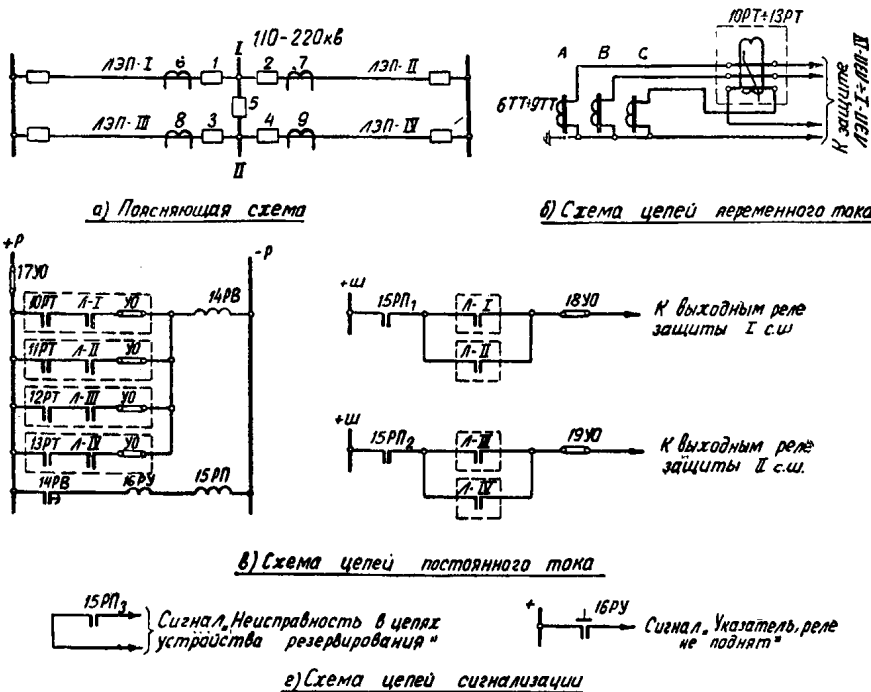 110-220кв
I
ЛЭП-I 6 1 2 7 ЛЭП-II
5
ЛЭП-III 8 3 4 9 ЛЭП-IV
II
а) Поясняющая схема
10РТ÷13РТ
А В С
6ТТ÷9ТТ
К защите
ЛЭП-I÷ЛЭП-IV
б) Схема цепей переменного тока
+Р -Р
17УО
10РТ Л-I УО 14РВ
11РТ Л-II УО
12РТ Л-III УО
13РТ Л-IV УО
14РВ 16РУ 15РП
+Ш 15РП1 Л-I 18УО К выходным реле
защиты I с.ш
Л-II
+Ш 15РП2 Л-III 19УО К выходным реле
защиты II с.ш.
Л-IV
в) Схема цепей постоянного тока
15РП3 Сигнал „Неисправность в цепях
устройства резервирования"
+ 16РУ Сигнал „Указатель, реле
не поднят"
г) Схема цепей сигнализации